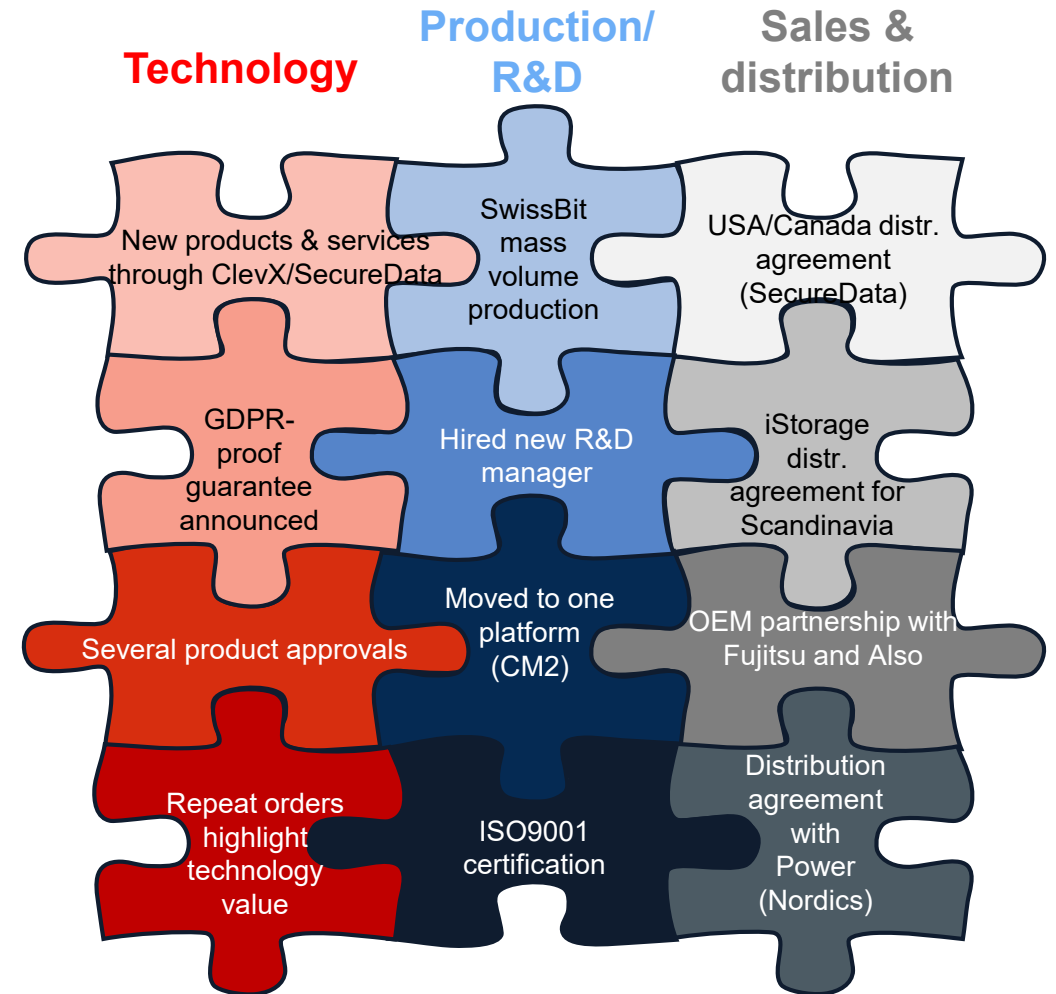 Technology
Production/
R&D
Sales &
distribution
New products & services
through ClevX/SecureData
SwissBit
mass
volume
production
USA/Canada distr.
agreement
(SecureData)
GDPR-
proof
guarantee
announced
Hired new R&D
manager
iStorage
distr.
agreement for
Scandinavia
Several product approvals
Moved to one
platform
(CM2)
OEM partnership with
Fujitsu and Also
Repeat orders
highlight
technology
value
ISO9001
certification
Distribution
agreement
with
Power
(Nordics)